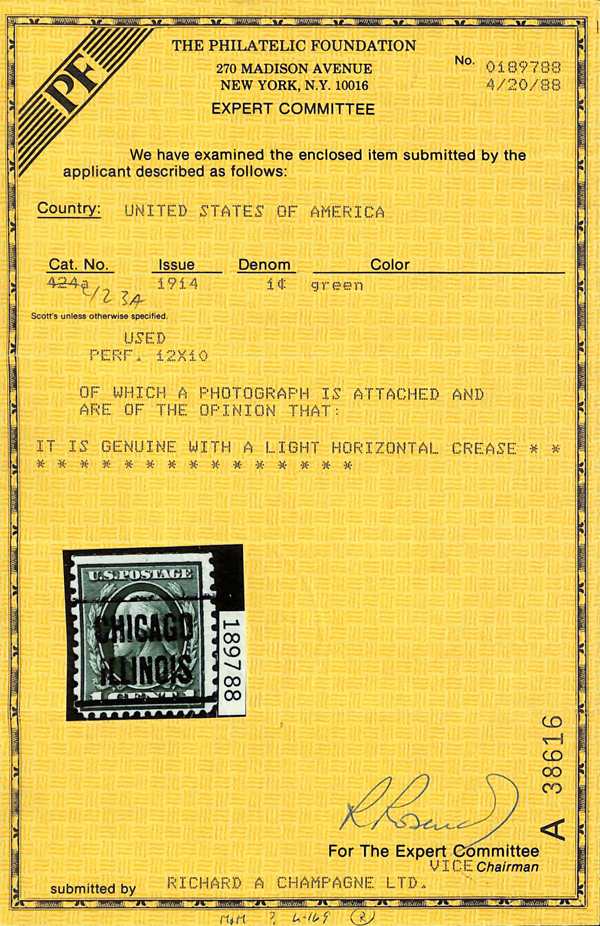 PF
THE PHILATELIC FOUNDATION
270 MADISON AVENUE
NEW YORK, N.Y. 10016
EXPERT COMMITTEE
No. 0189788
4/20/88
We have examined the enclosed item submitted by the
applicant described as follows:
Country: UNITED STATES OF AMERICA
Cat. No. Issue Denom Color
424a 1914 1¢ green
423A
Scott's unless otherwise specified.
USED
PERF. 12X10
OF WHICH A PHOTOGRAPH IS ATTACHED AND
ARE OF THE OPINION THAT:
IT IS GENUINE WITH A LIGHT HORIZONTAL CREASE * *
* * * * * * * * * * * * * * *
U.S. POSTAGE
CHICAGO
ILLINOIS
1 CENT 1
189788
A 38616
For The Expert Committee
VICE Chairman
submitted by RICHARD A CHAMPAGNE LTD.